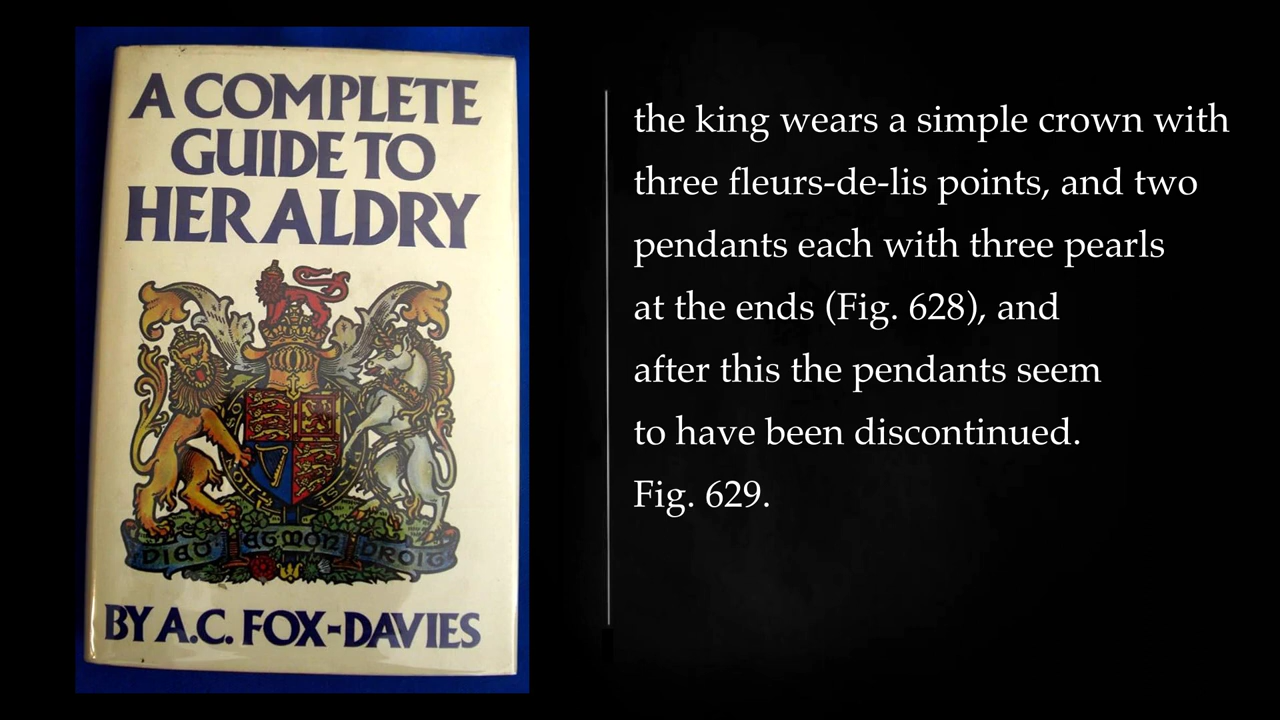 A COMPLETE
GUIDE TO
HERALDRY
DIEU ET MON DROIT
BY A.C. FOX-DAVIES
the king wears a simple crown with
three fleurs-de-lis points, and two
pendants each with three pearls
at the ends (Fig. 628), and
after this the pendants seem
to have been discontinued.
Fig. 629.